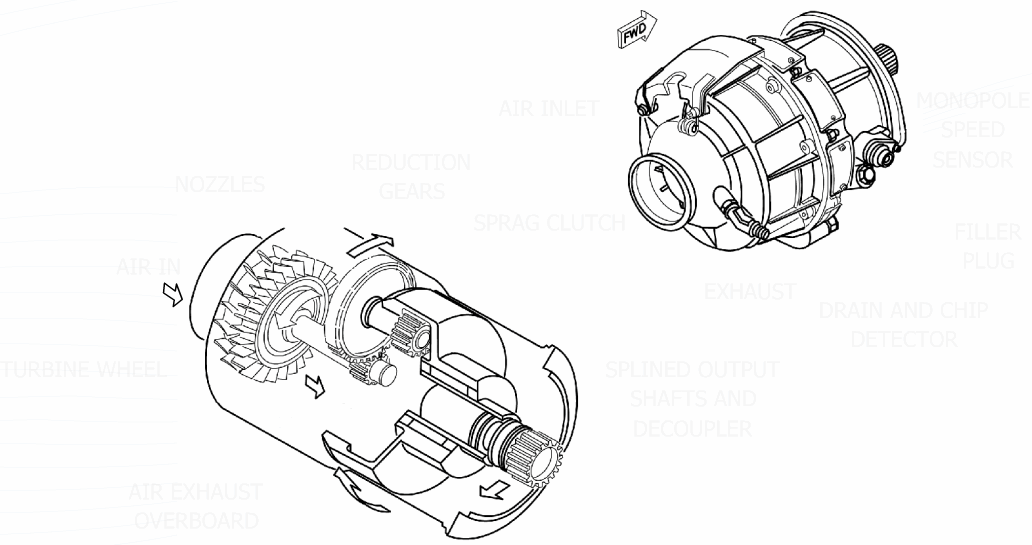 FWD
AIR INLET
MONOPOLE
SPEED
SENSOR
REDUCTION
GEARS
NOZZLES
SPRAG CLUTCH
FILLER
PLUG
AIR IN
EXHAUST
DRAIN AND CHIP
DETECTOR
TURBINE WHEEL
SPLINED OUTPUT
SHAFTS AND
DECOUPLER
AIR EXHAUST
OVERBOARD